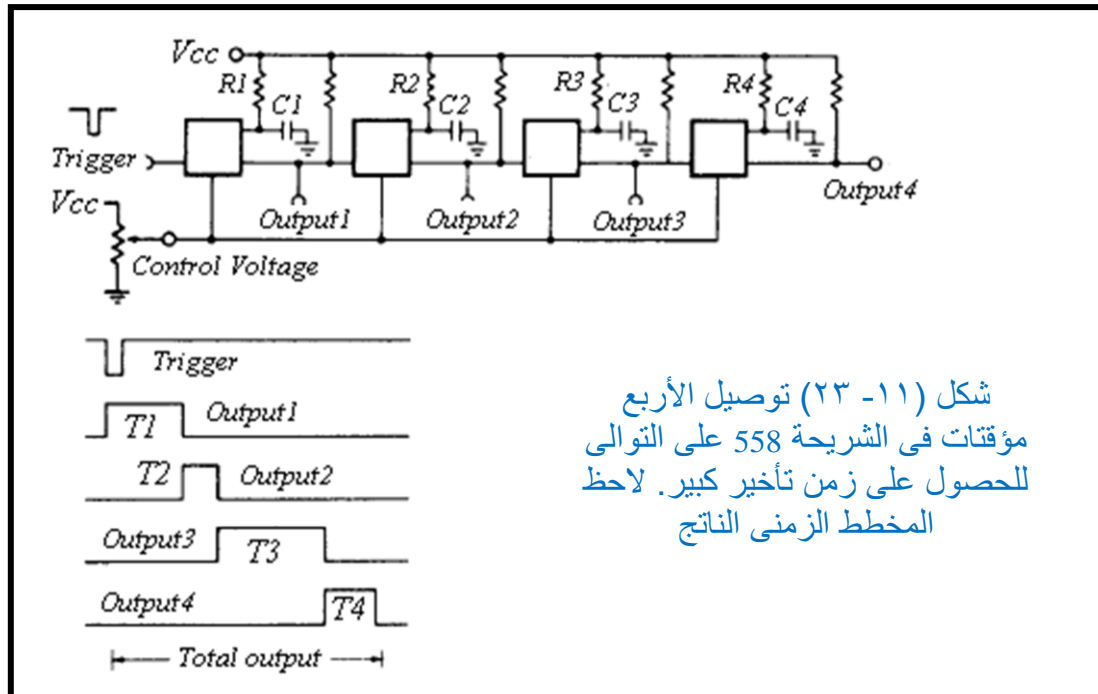 Vcc
R1
R2
R3
R4
C1
C2
C3
C4
Trigger
Output1
Output2
Output3
Output4
Vcc
Control Voltage
Trigger
T1
Output1
T2
Output2
Output3
T3
Output4
T4
Total output
شكل (١١- ٢٣) توصيل الأربع
مؤقتات فى الشريحة 558 على التوالى
للحصول على زمن تأخير كبير. لاحظ
المخطط الزمنى الناتج